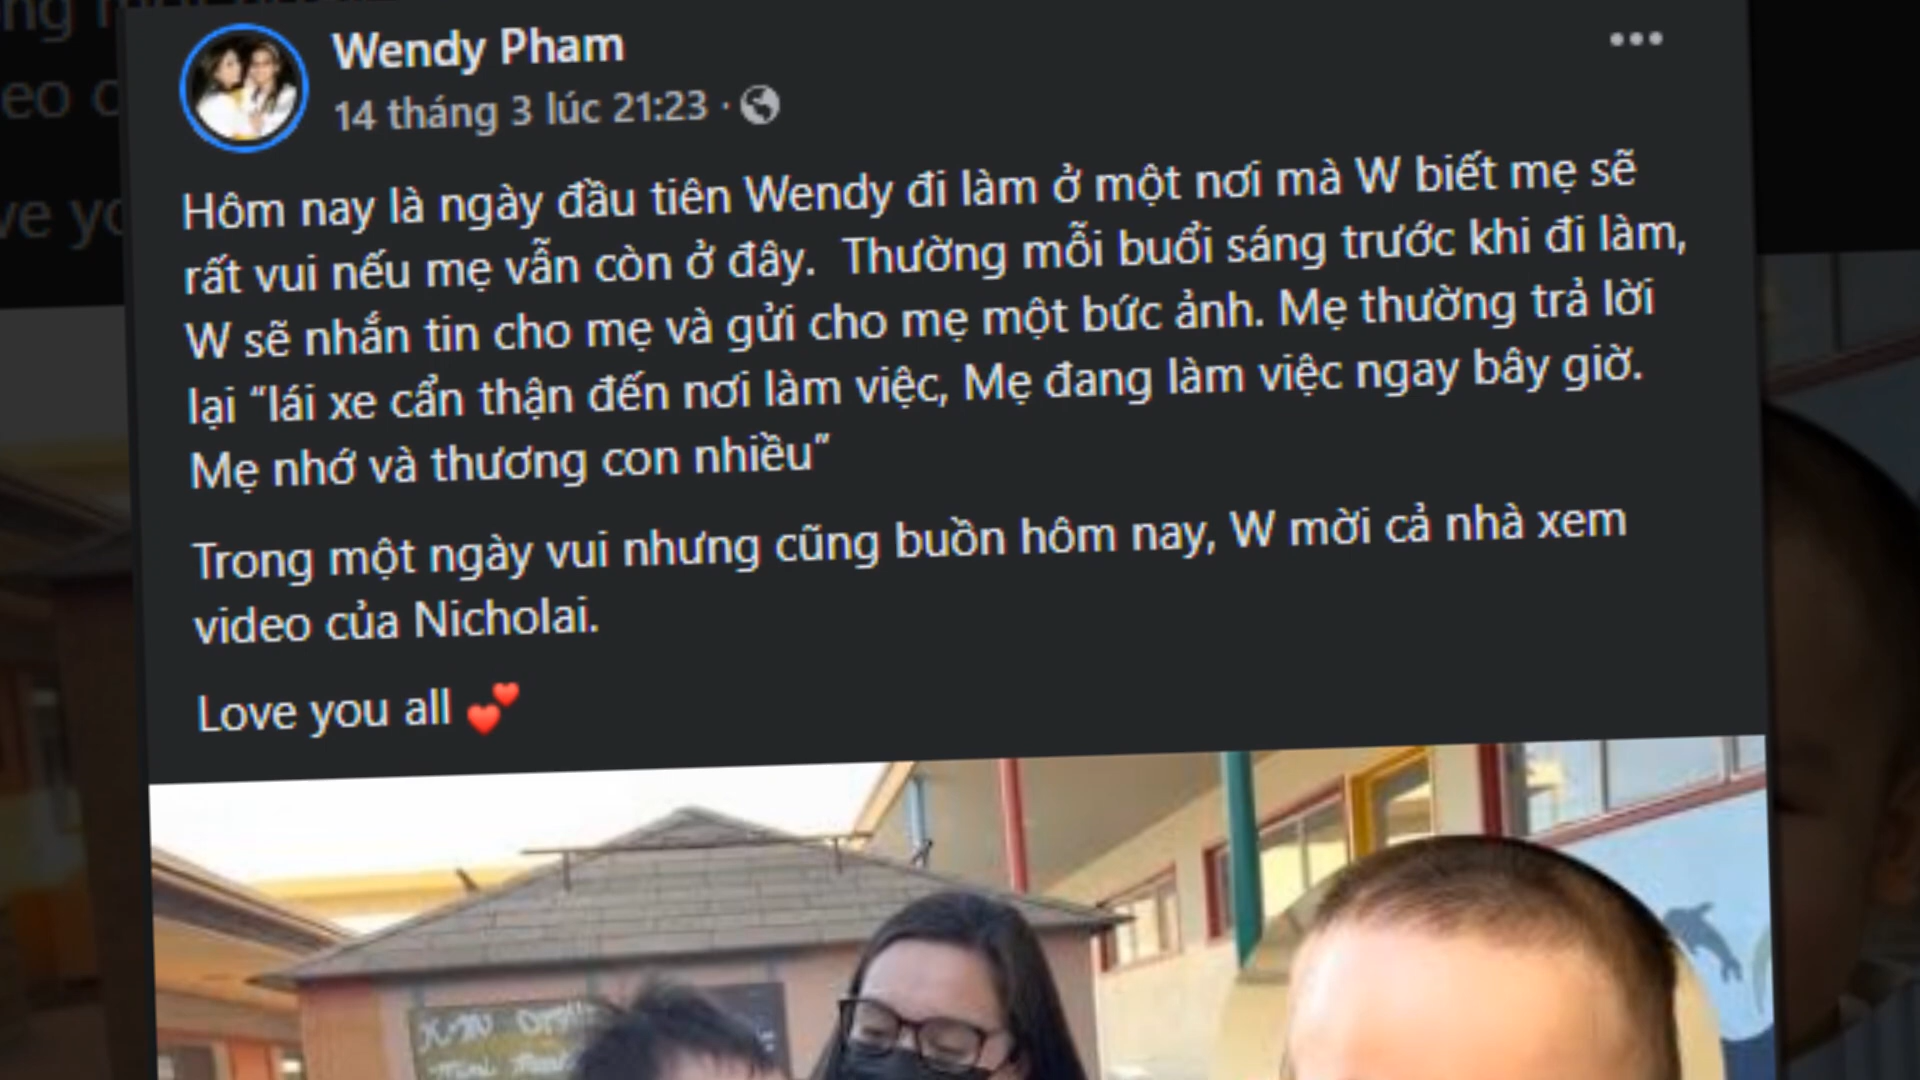 Wendy Pham
14 tháng 3 lúc 21:23 ·
Hôm nay là ngày đầu tiên Wendy đi làm ở một nơi mà W biết mẹ sẽ
rất vui nếu mẹ vẫn còn ở đây. Thường mỗi buổi sáng trước khi đi làm,
W sẽ nhắn tin cho mẹ và gửi cho mẹ một bức ảnh. Mẹ thường trả lời
lại “lái xe cẩn thận đến nơi làm việc, Mẹ đang làm việc ngay bây giờ.
Mẹ nhớ và thương con nhiều”
Trong một ngày vui nhưng cũng buồn hôm nay, W mời cả nhà xem
video của Nicholai.
Love you all 💕